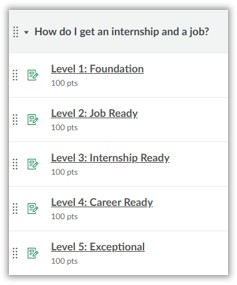 How do I get an internship and a job?
Level 1: Foundation
100 pts
Level 2: Job Ready
100 pts
Level 3: Internship Ready
100 pts
Level 4: Career Ready
100 pts
Level 5: Exceptional
100 pts